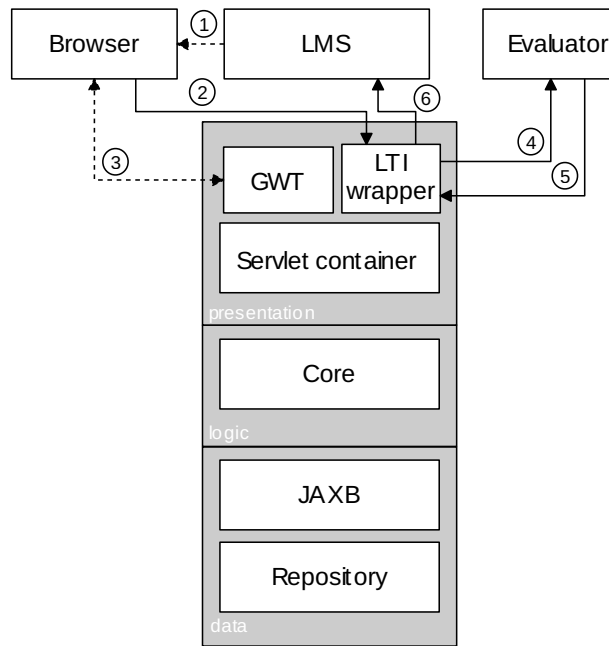 Browser
1
LMS
Evaluator
2
6
4
3
5
GWT
LTI
wrapper
Servlet container
presentation
Core
logic
JAXB
Repository
data